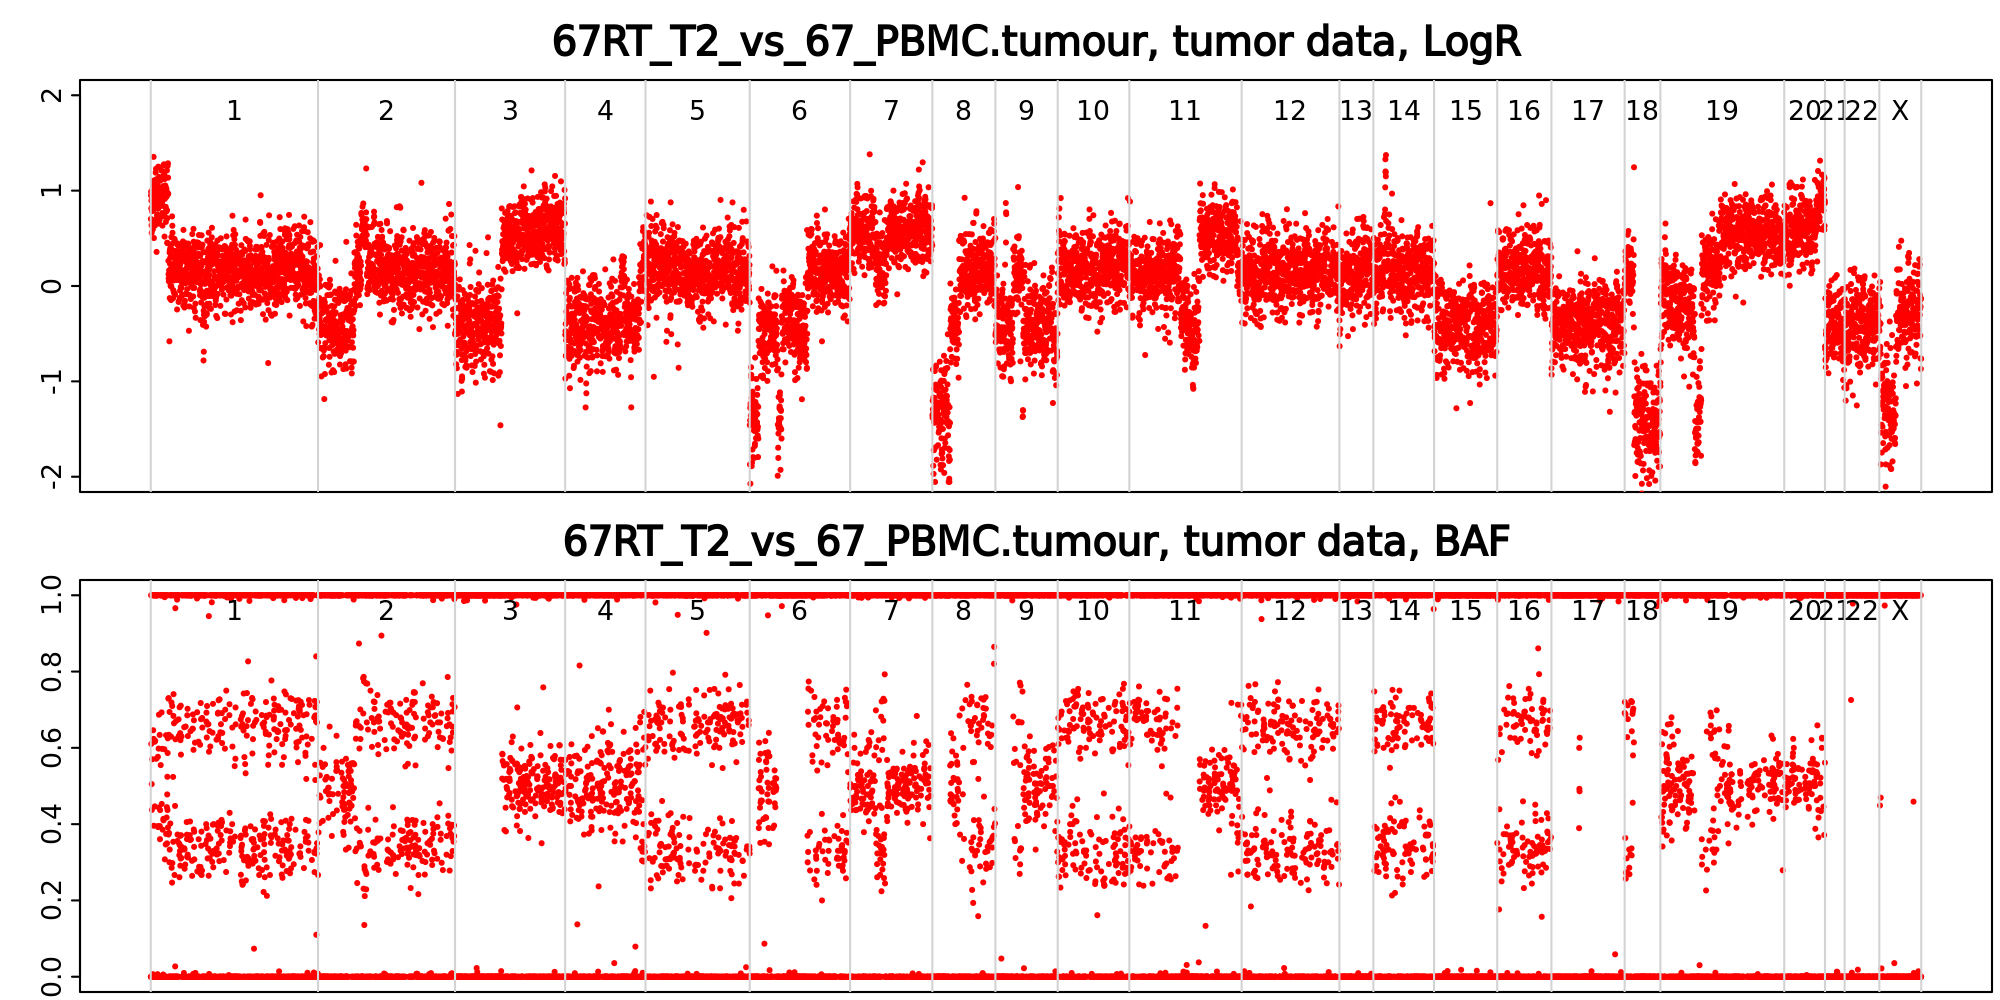 67RT_T2_vs_67_PBMC.tumour, tumor data, LogR
2
1 2 3 4 5 6 7 8 9 10 11 12 13 14 15 16 17 18 19 20 21 22 X
1
0
-1
-2
67RT_T2_vs_67_PBMC.tumour, tumor data, BAF
1.0
1 2 3 4 5 6 7 8 9 10 11 12 13 14 15 16 17 18 19 20 21 22 X
0.8
0.6
0.4
0.2
0.0